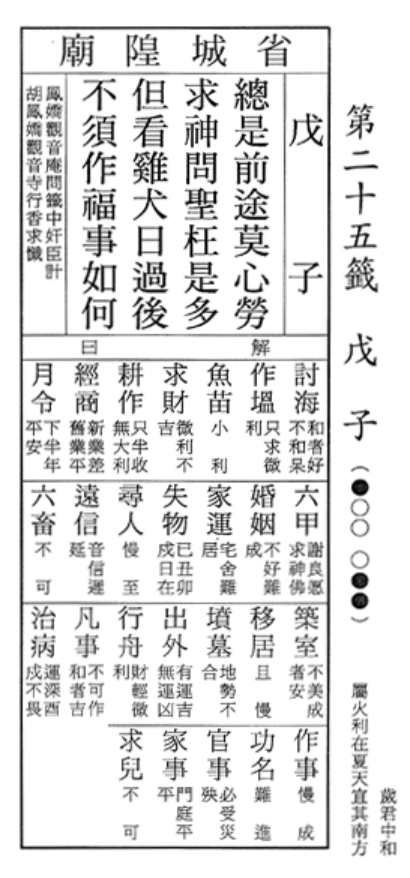 第二十五籤 戊 子（●○○ ○●●）
屬火利在夏天宜其南方
歲君中和
省城隍廟
戊 子
總是前途莫心勞
求神問聖枉是多
但看雞犬日過後
不須作福事如何
鳳嬌觀音庵問籤中奸臣計
胡鳳嬌觀音寺行香求懺
解 曰
討海 和者好不和呆
作塭 只求微利
魚苗 小利
求財 微利不吉
耕作 只半收無大利
經商 新業差舊業平
月令 下半年平安
六甲 謝良愿求神佛
婚姻 不好難成
家運 宅舍難居
失物 已丑卯戍日在
尋人 慢至
遠信 音信遲延
六畜 不可
築室 不美成者安
移居 且慢
墳墓 地勢不合
出外 有運吉無運凶
行舟 財輕微利
凡事 不可作和者吉
治病 運深酉戍不畏
作事 慢成
功名 難進
官事 必受災殃
家事 門庭平平
求兒 不可